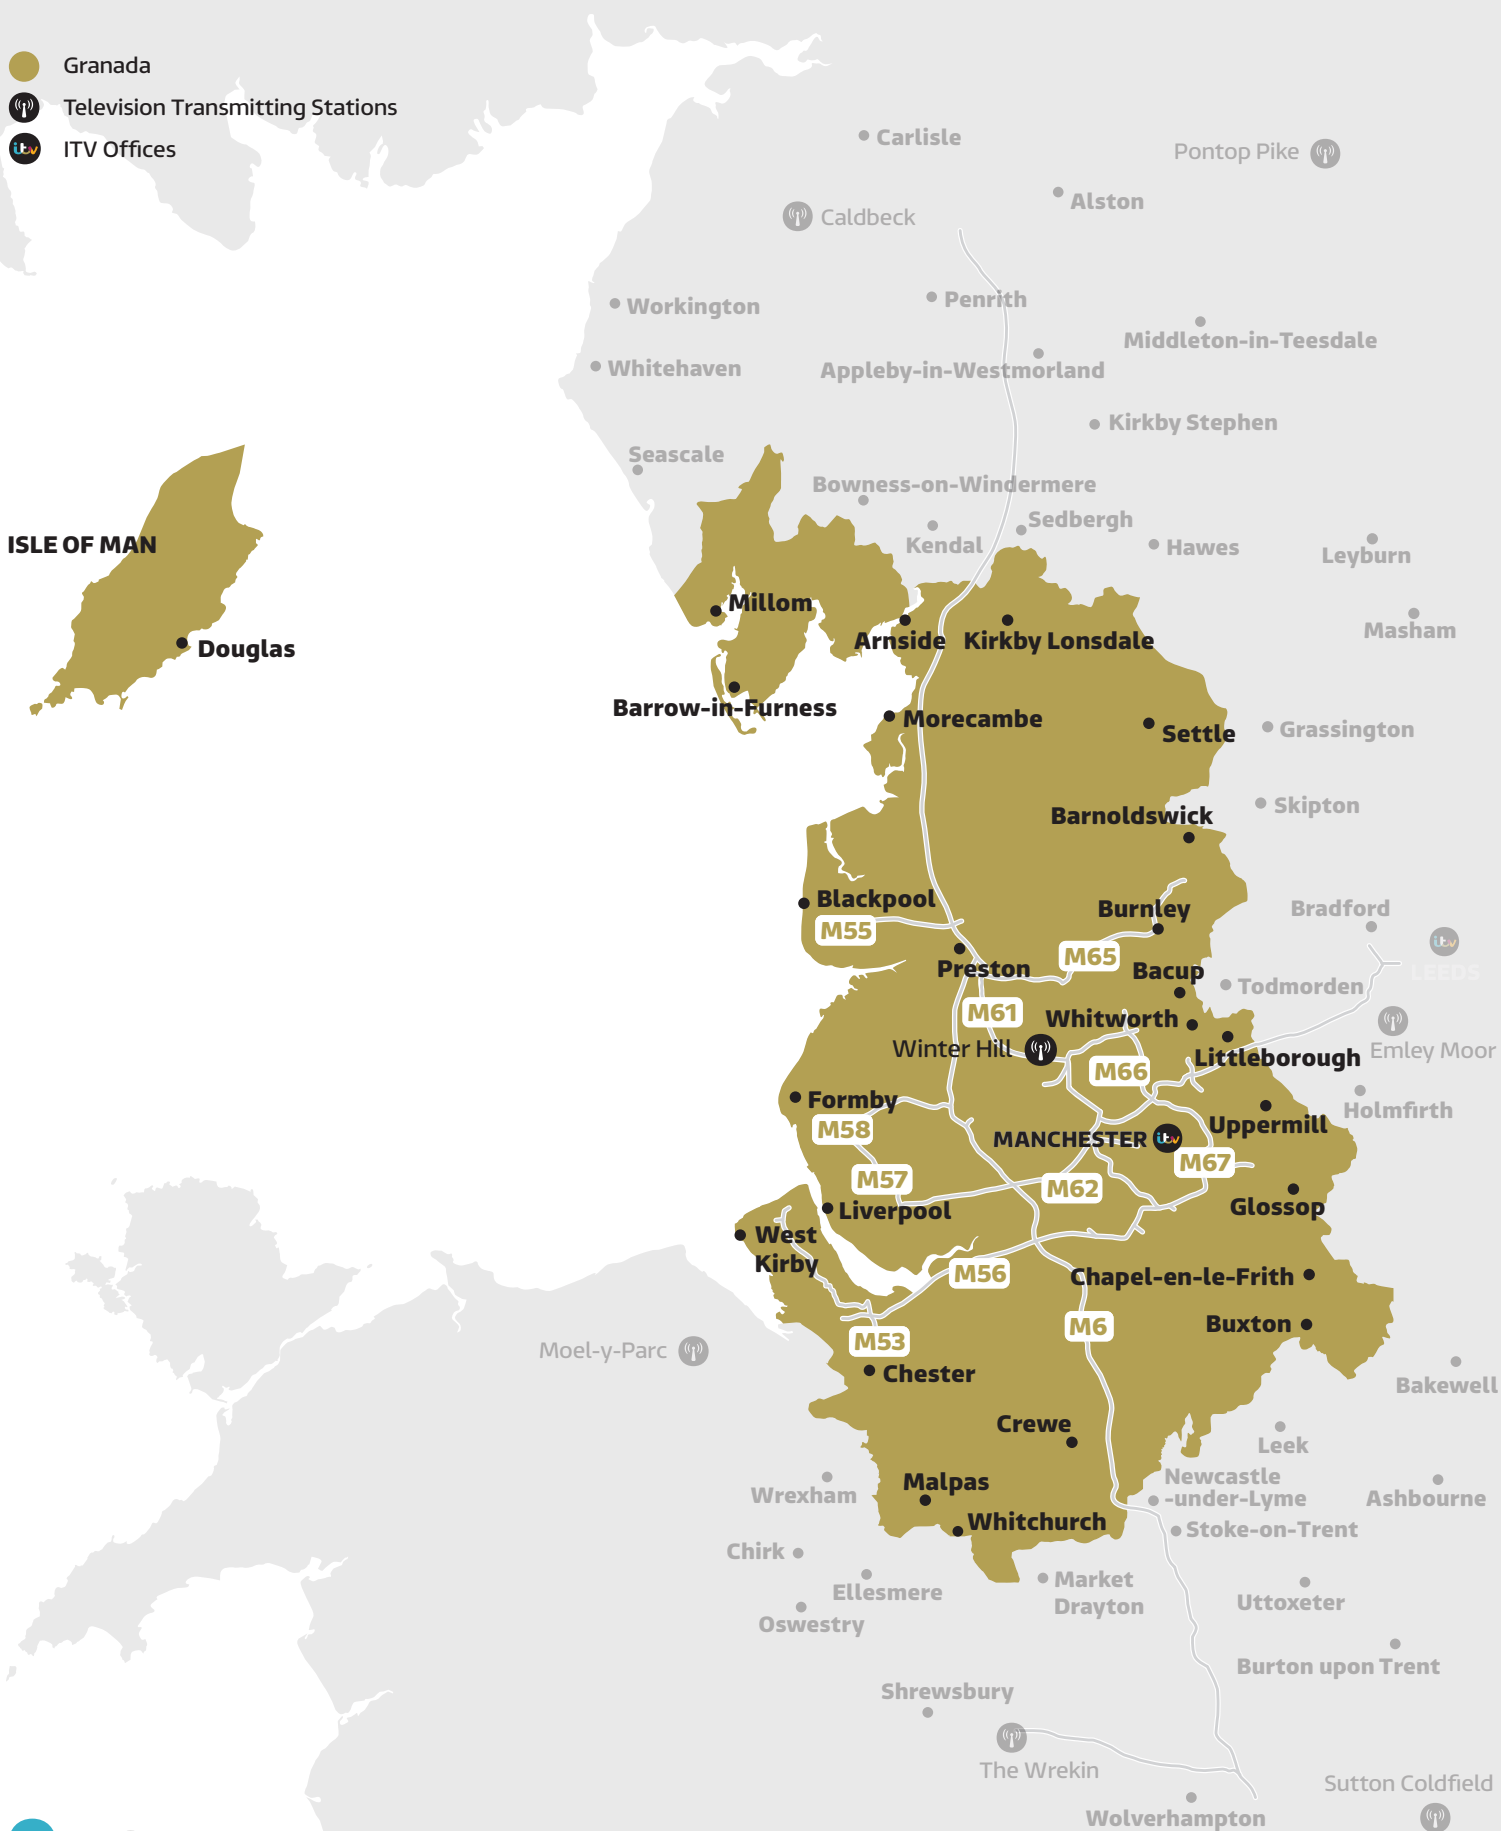 Granada
Television Transmitting Stations
itv
ITV Offices
Carlisle
Pontop Pike
Alston
Caldbeck
Penrith
Workington
Middleton-in-Teesdale
Whitehaven
Appleby-in-Westmorland
Kirkby Stephen
Seascale
Bowness-on-Windermere
Sedbergh
Kendal
Hawes
Leyburn
ISLE OF MAN
Millom
Masham
Arnside
Kirkby Lonsdale
Douglas
Barrow-in-Furness
Morecambe
Settle
Grassington
Skipton
Barnoldswick
Blackpool
Burnley
Bradford
M55
itv
M65
Preston
Bacup
LEEDS
Todmorden
M61
Whitworth
Winter Hill
Littleborough
Emley Moor
M66
Formby
Holmfirth
M58
Uppermill
MANCHESTER
itv
M67
M57
M62
Liverpool
Glossop
West
Kirby
M56
Chapel-en-le-Frith
M6
Buxton
M53
Moel-y-Parc
Chester
Bakewell
Crewe
Leek
Malpas
Newcastle
-under-Lyme
Wrexham
Ashbourne
Whitchurch
Stoke-on-Trent
Chirk
Market
Drayton
Ellesmere
Uttoxeter
Oswestry
Burton upon Trent
Shrewsbury
The Wrekin
Sutton Coldfield
Wolverhampton